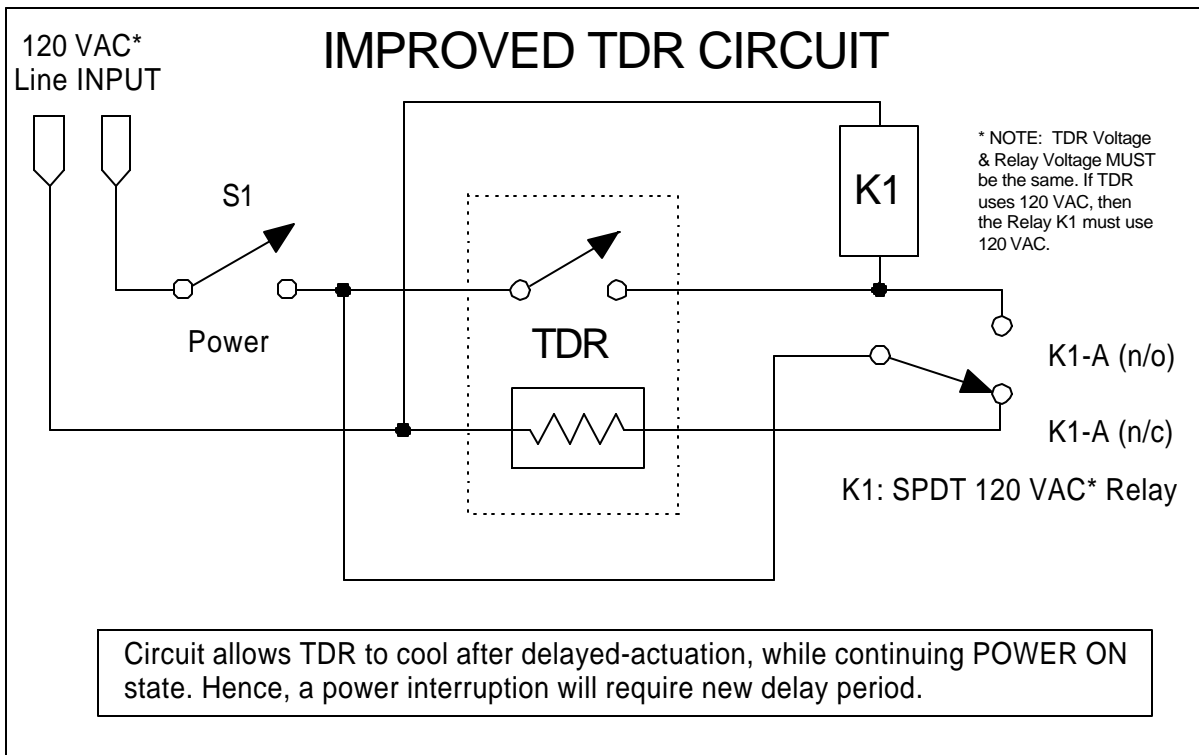 120 VAC*
Line INPUT
IMPROVED TDR CIRCUIT
K1
* NOTE: TDR Voltage
& Relay Voltage MUST
be the same. If TDR
uses 120 VAC, then
the Relay K1 must use
120 VAC.
S1
Power
TDR
K1-A (n/o)
K1-A (n/c)
K1: SPDT 120 VAC* Relay
Circuit allows TDR to cool after delayed-actuation, while continuing POWER ON
state. Hence, a power interruption will require new delay period.